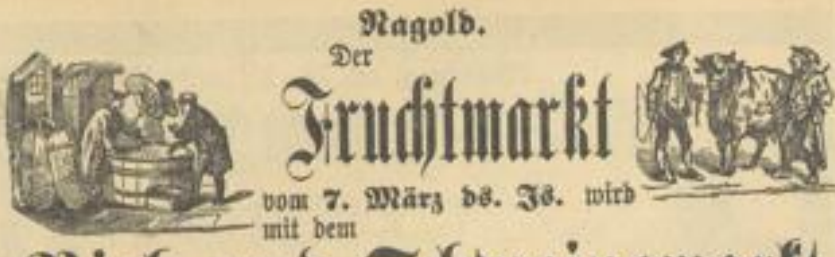 Nagold.
Der
Fruchtmarkt
vom 7. März ds. Js. wird
mit dem